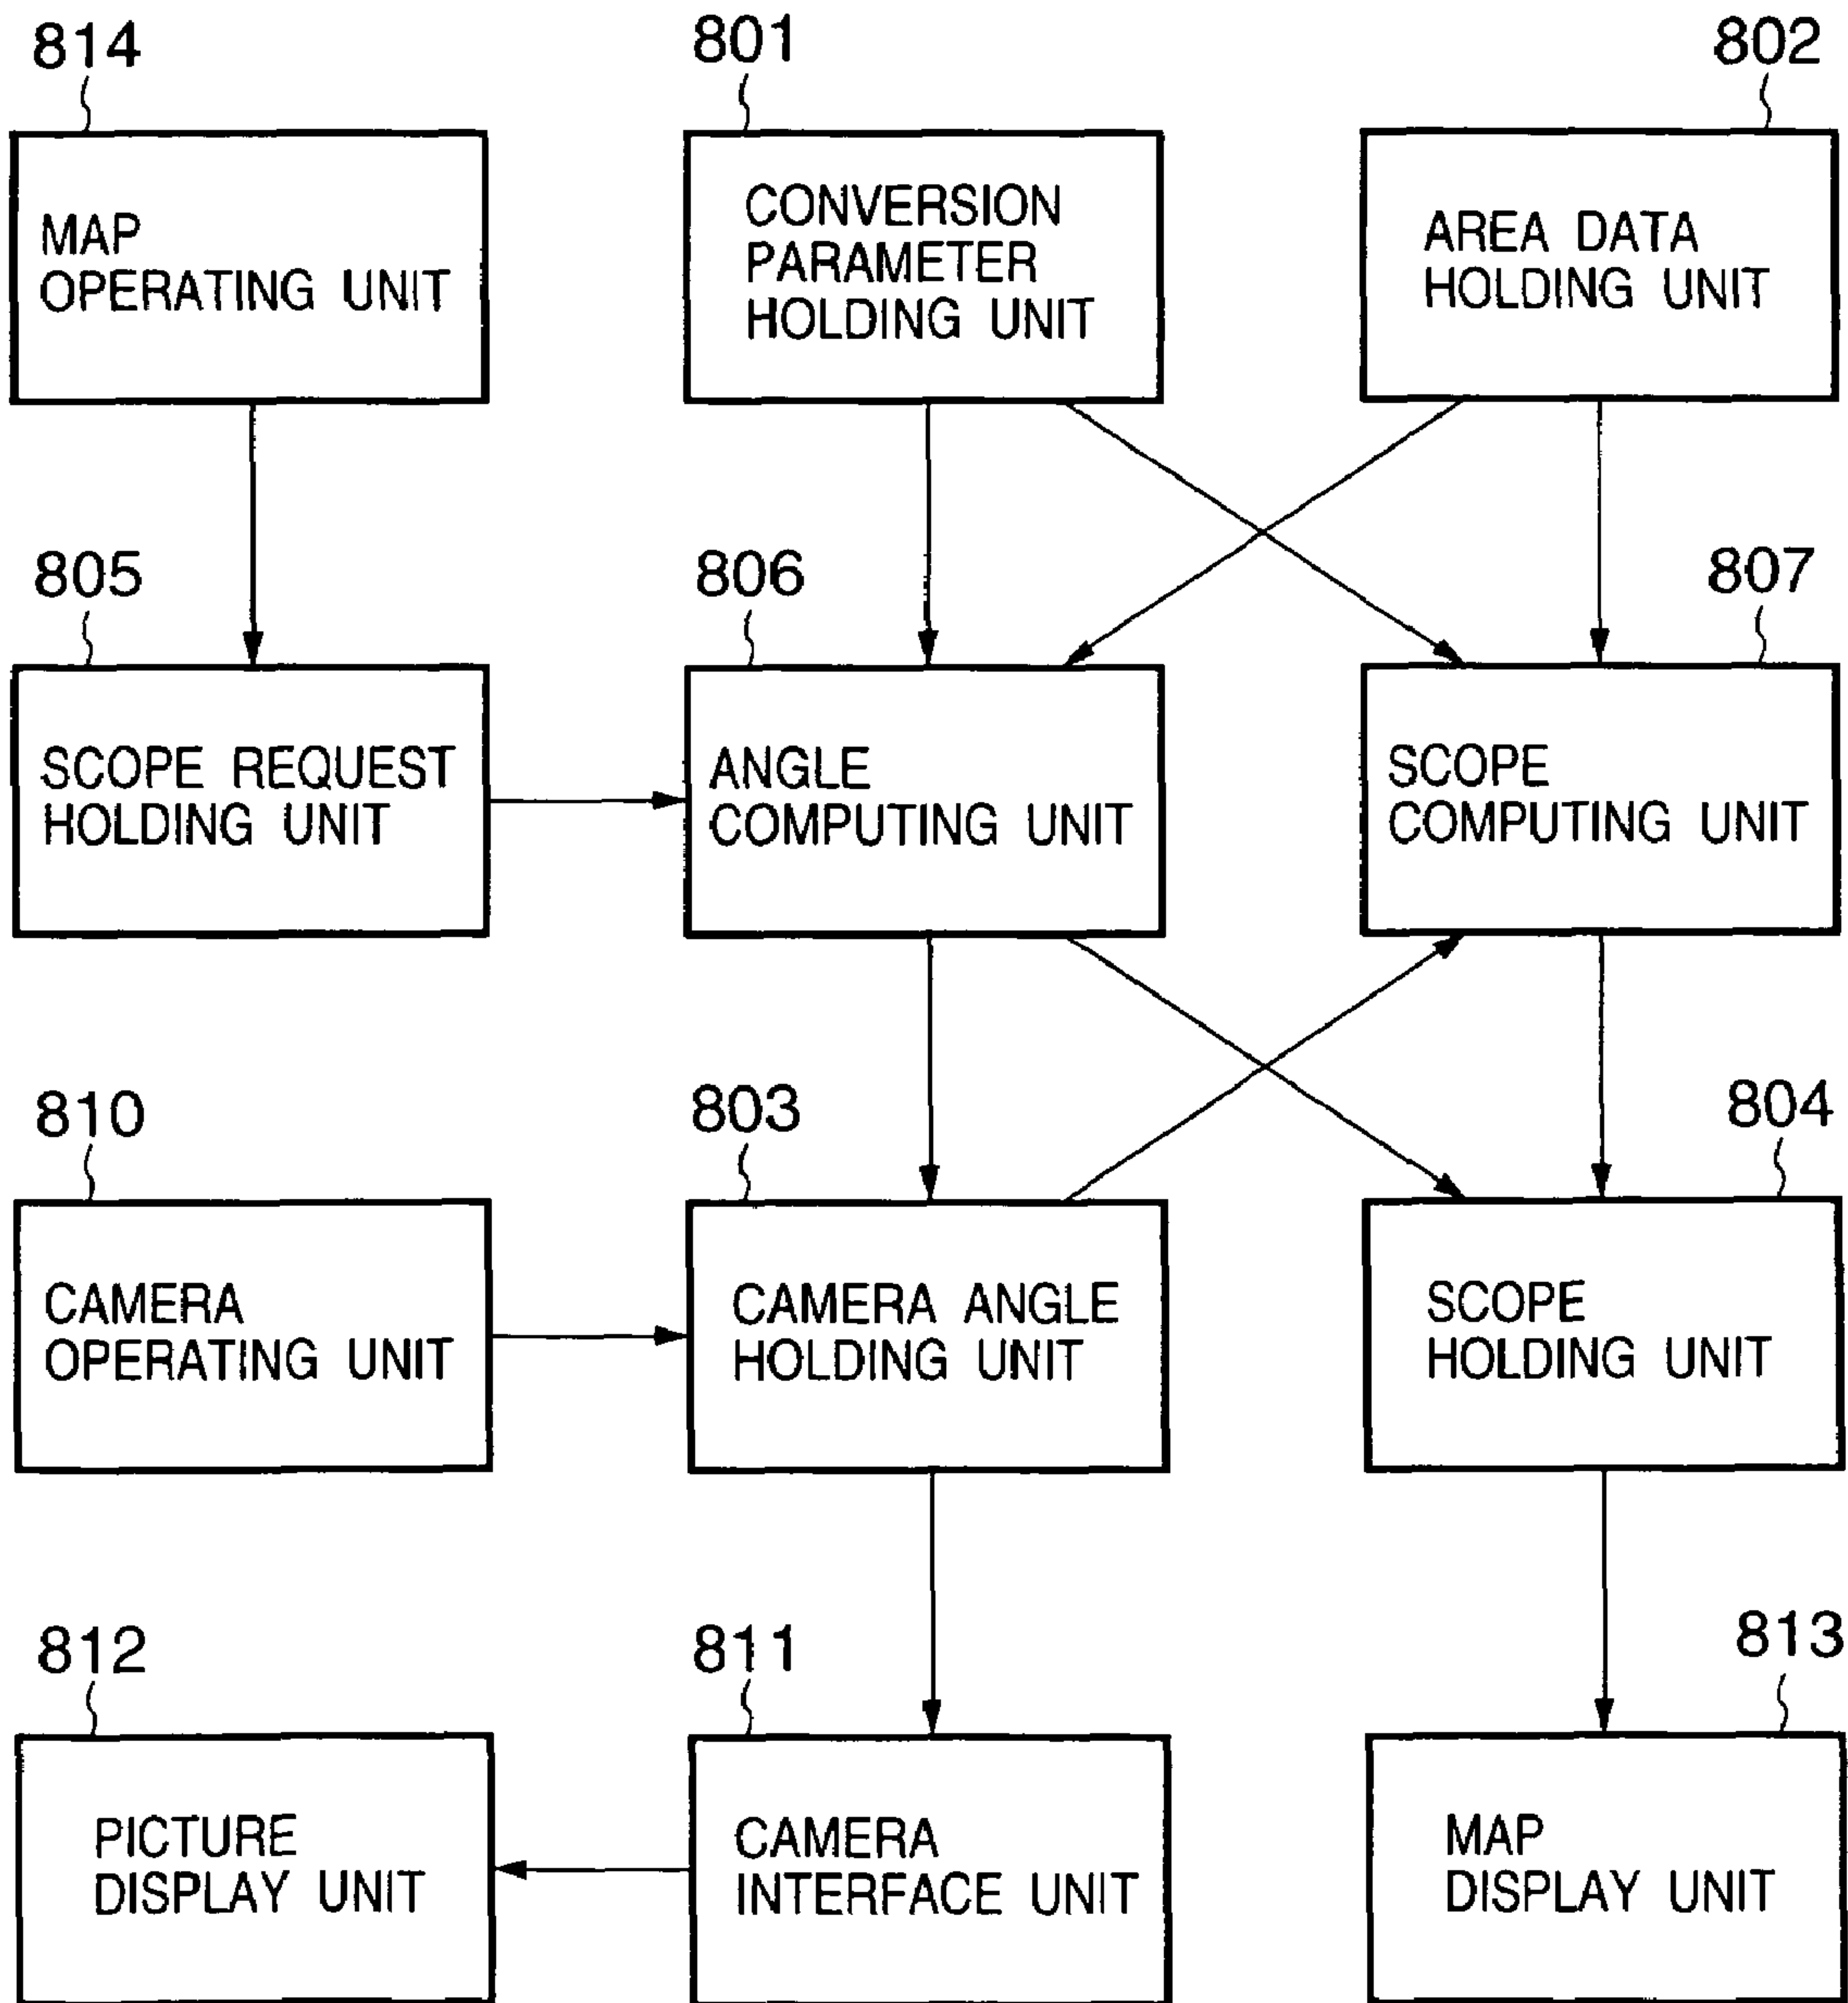 814
801
802
MAP
OPERATING UNIT
CONVERSION
PARAMETER
HOLDING UNIT
AREA DATA
HOLDING UNIT
805
806
807
SCOPE REQUEST
HOLDING UNIT
ANGLE
COMPUTING UNIT
SCOPE
COMPUTING UNIT
810
803
804
CAMERA
OPERATING UNIT
CAMERA ANGLE
HOLDING UNIT
SCOPE
HOLDING UNIT
812
811
813
PICTURE
DISPLAY UNIT
CAMERA
INTERFACE UNIT
MAP
DISPLAY UNIT